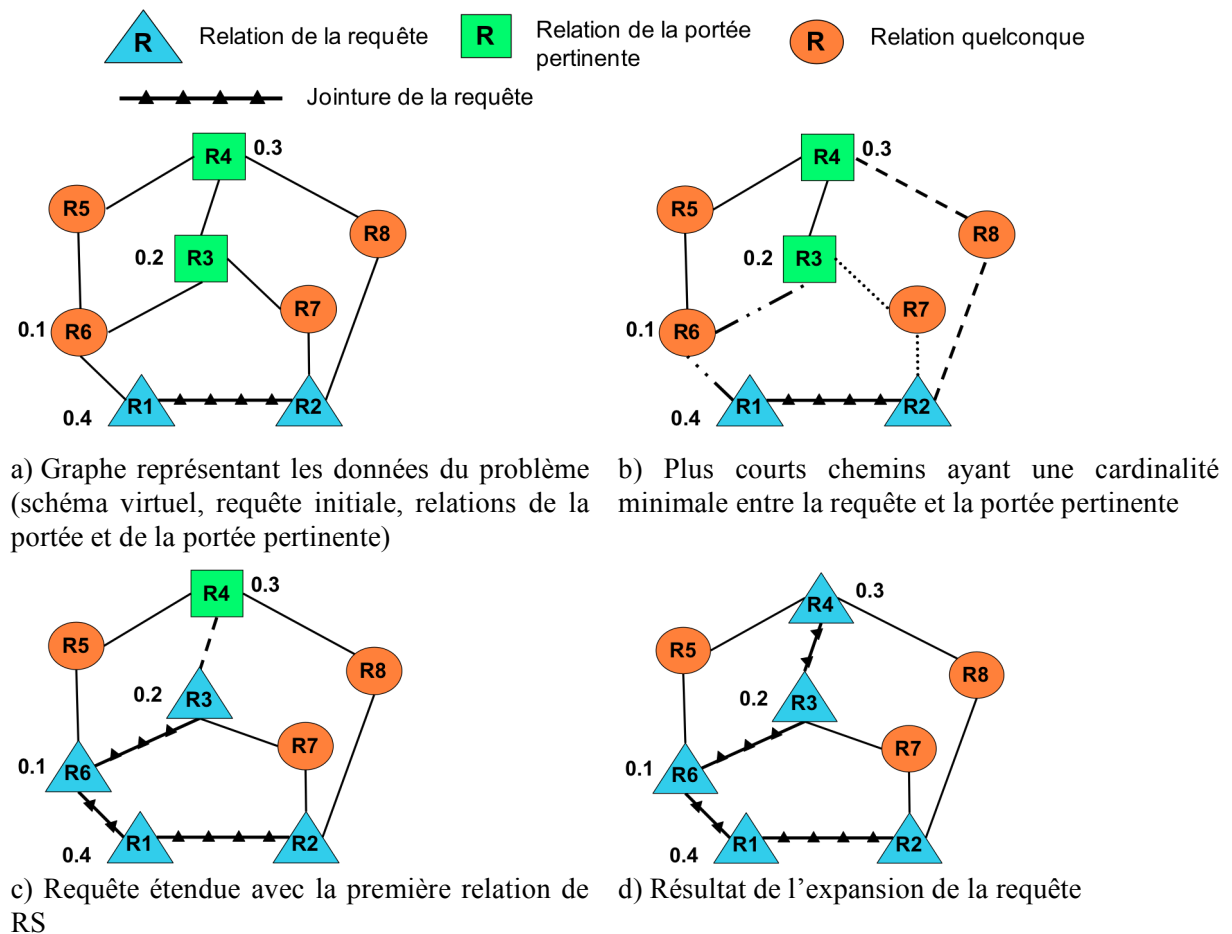 R Relation de la requête
R Relation de la portée
pertinente
R Relation quelconque
Jointure de la requête
R4 0.3
R5
R8
0.2 R3
R7
0.1 R6
R1 R2
0.4
R4 0.3
R5
R8
0.2 R3
R7
0.1 R6
R1 R2
0.4
a) Graphe représentant les données du problème
(schéma virtuel, requête initiale, relations de la
portée et de la portée pertinente)
b) Plus courts chemins ayant une cardinalité
minimale entre la requête et la portée pertinente
R4 0.3
R5
R8
0.2 R3
R7
0.1 R6
R1 R2
0.4
R4 0.3
R5
R8
0.2 R3
R7
0.1 R6
R1 R2
0.4
c) Requête étendue avec la première relation de
RS
d) Résultat de l’expansion de la requête